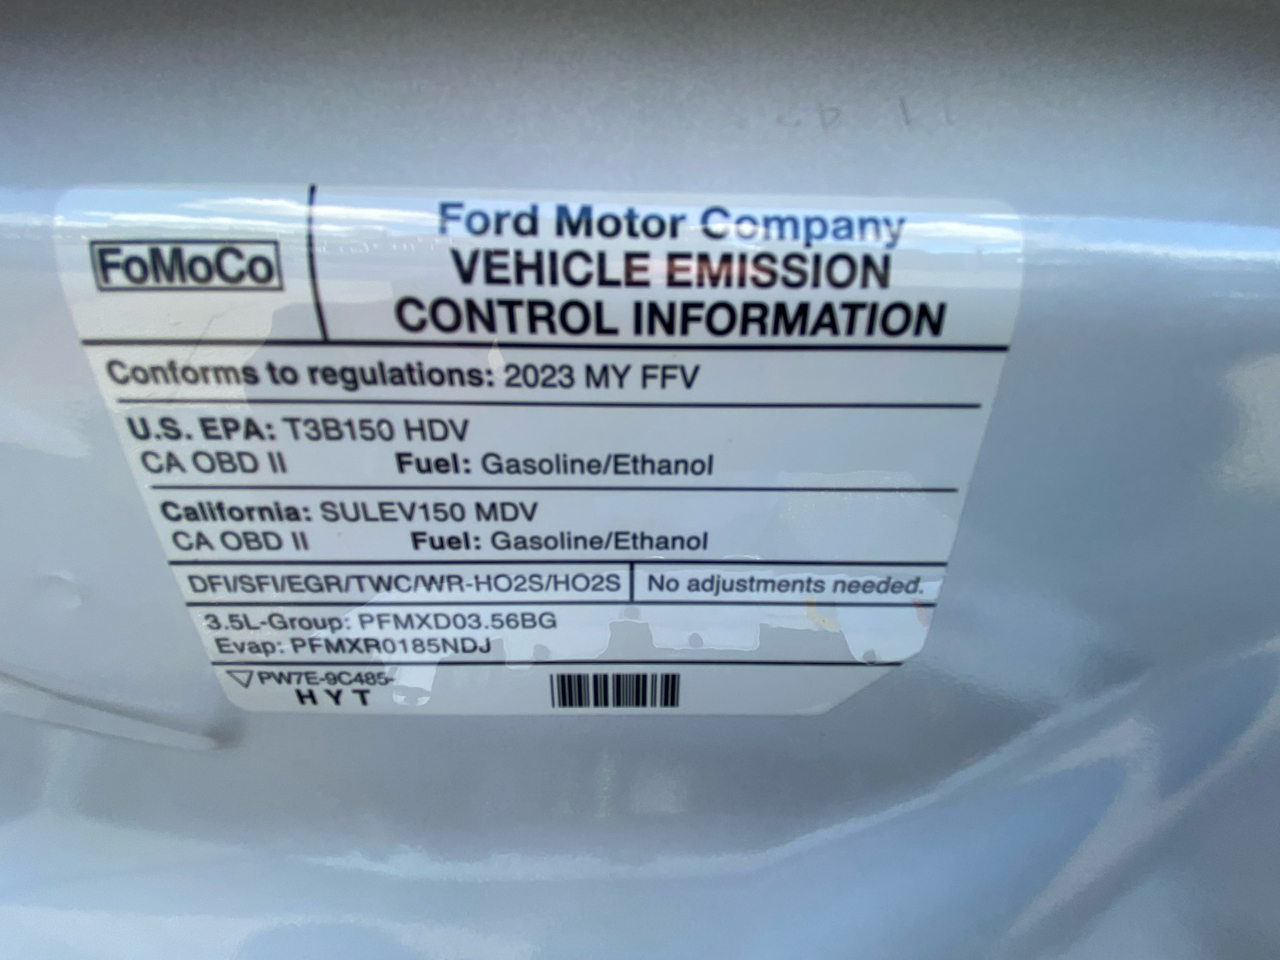 FoMoCo
Ford Motor Company
VEHICLE EMISSION
CONTROL INFORMATION
Conforms to regulations: 2023 MY FFV
U.S. EPA: T3B150 HDV
CA OBD II Fuel: Gasoline/Ethanol
California: SULEV150 MDV
CA OBD II Fuel: Gasoline/Ethanol
DFI/SFI/EGR/TWC/WR-HO2S/HO2S No adjustments needed.
3.5L-Group: PFMXD03.56BG
Evap: PFMXR0185NDJ
PW7E-9C485-
HYT